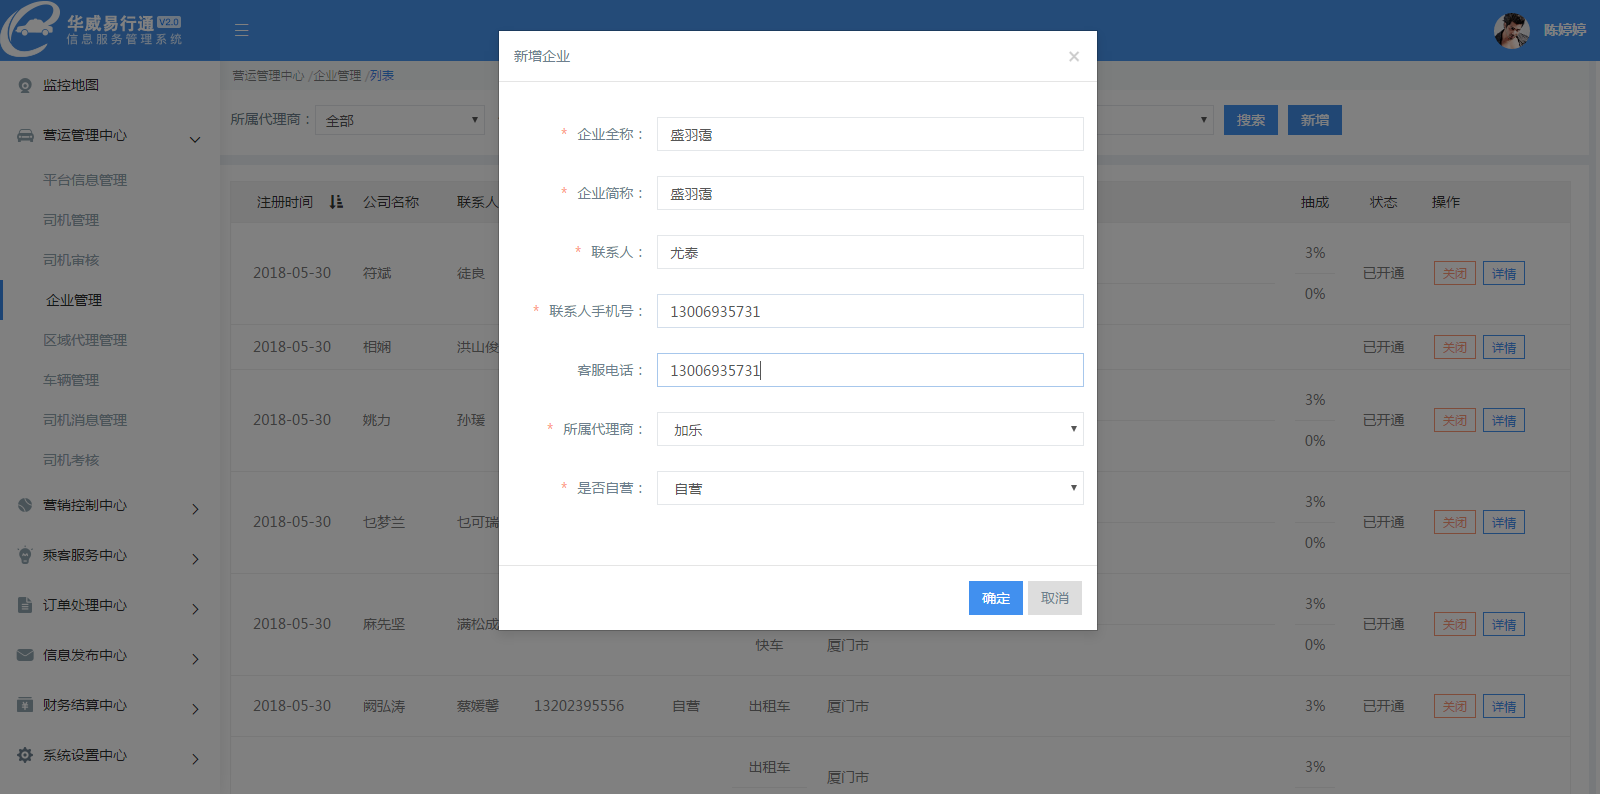 华威易行通 V2.0
信息服务管理系统
陈婷婷
监控地图
营运管理中心
平台信息管理
司机管理
司机审核
企业管理
区域代理管理
车辆管理
司机消息管理
司机考核
营销控制中心
乘客服务中心
订单处理中心
信息发布中心
财务结算中心
系统设置中心
营运管理中心 /企业管理 /列表
所属代理商： 全部 搜索 新增
注册时间 公司名称 联系人 抽成 状态 操作
2018-05-30 符斌 徒良 3% 0% 已开通 关闭 详情
2018-05-30 相娴 洪山俊 已开通 关闭 详情
2018-05-30 姚力 孙瑗 3% 0% 已开通 关闭 详情
2018-05-30 乜梦兰 乜可瑞 3% 0% 已开通 关闭 详情
2018-05-30 麻先坚 满松成 快车 厦门市 3% 0% 已开通 关闭 详情
2018-05-30 阙弘涛 蔡媛馨 13202395556 自营 出租车 厦门市 3% 已开通 关闭 详情
出租车 厦门市 3%
新增企业 ×
* 企业全称： 盛羽霭
* 企业简称： 盛羽霭
* 联系人： 尤泰
* 联系人手机号： 13006935731
客服电话： 13006935731
* 所属代理商： 加乐
* 是否自营： 自营
确定 取消